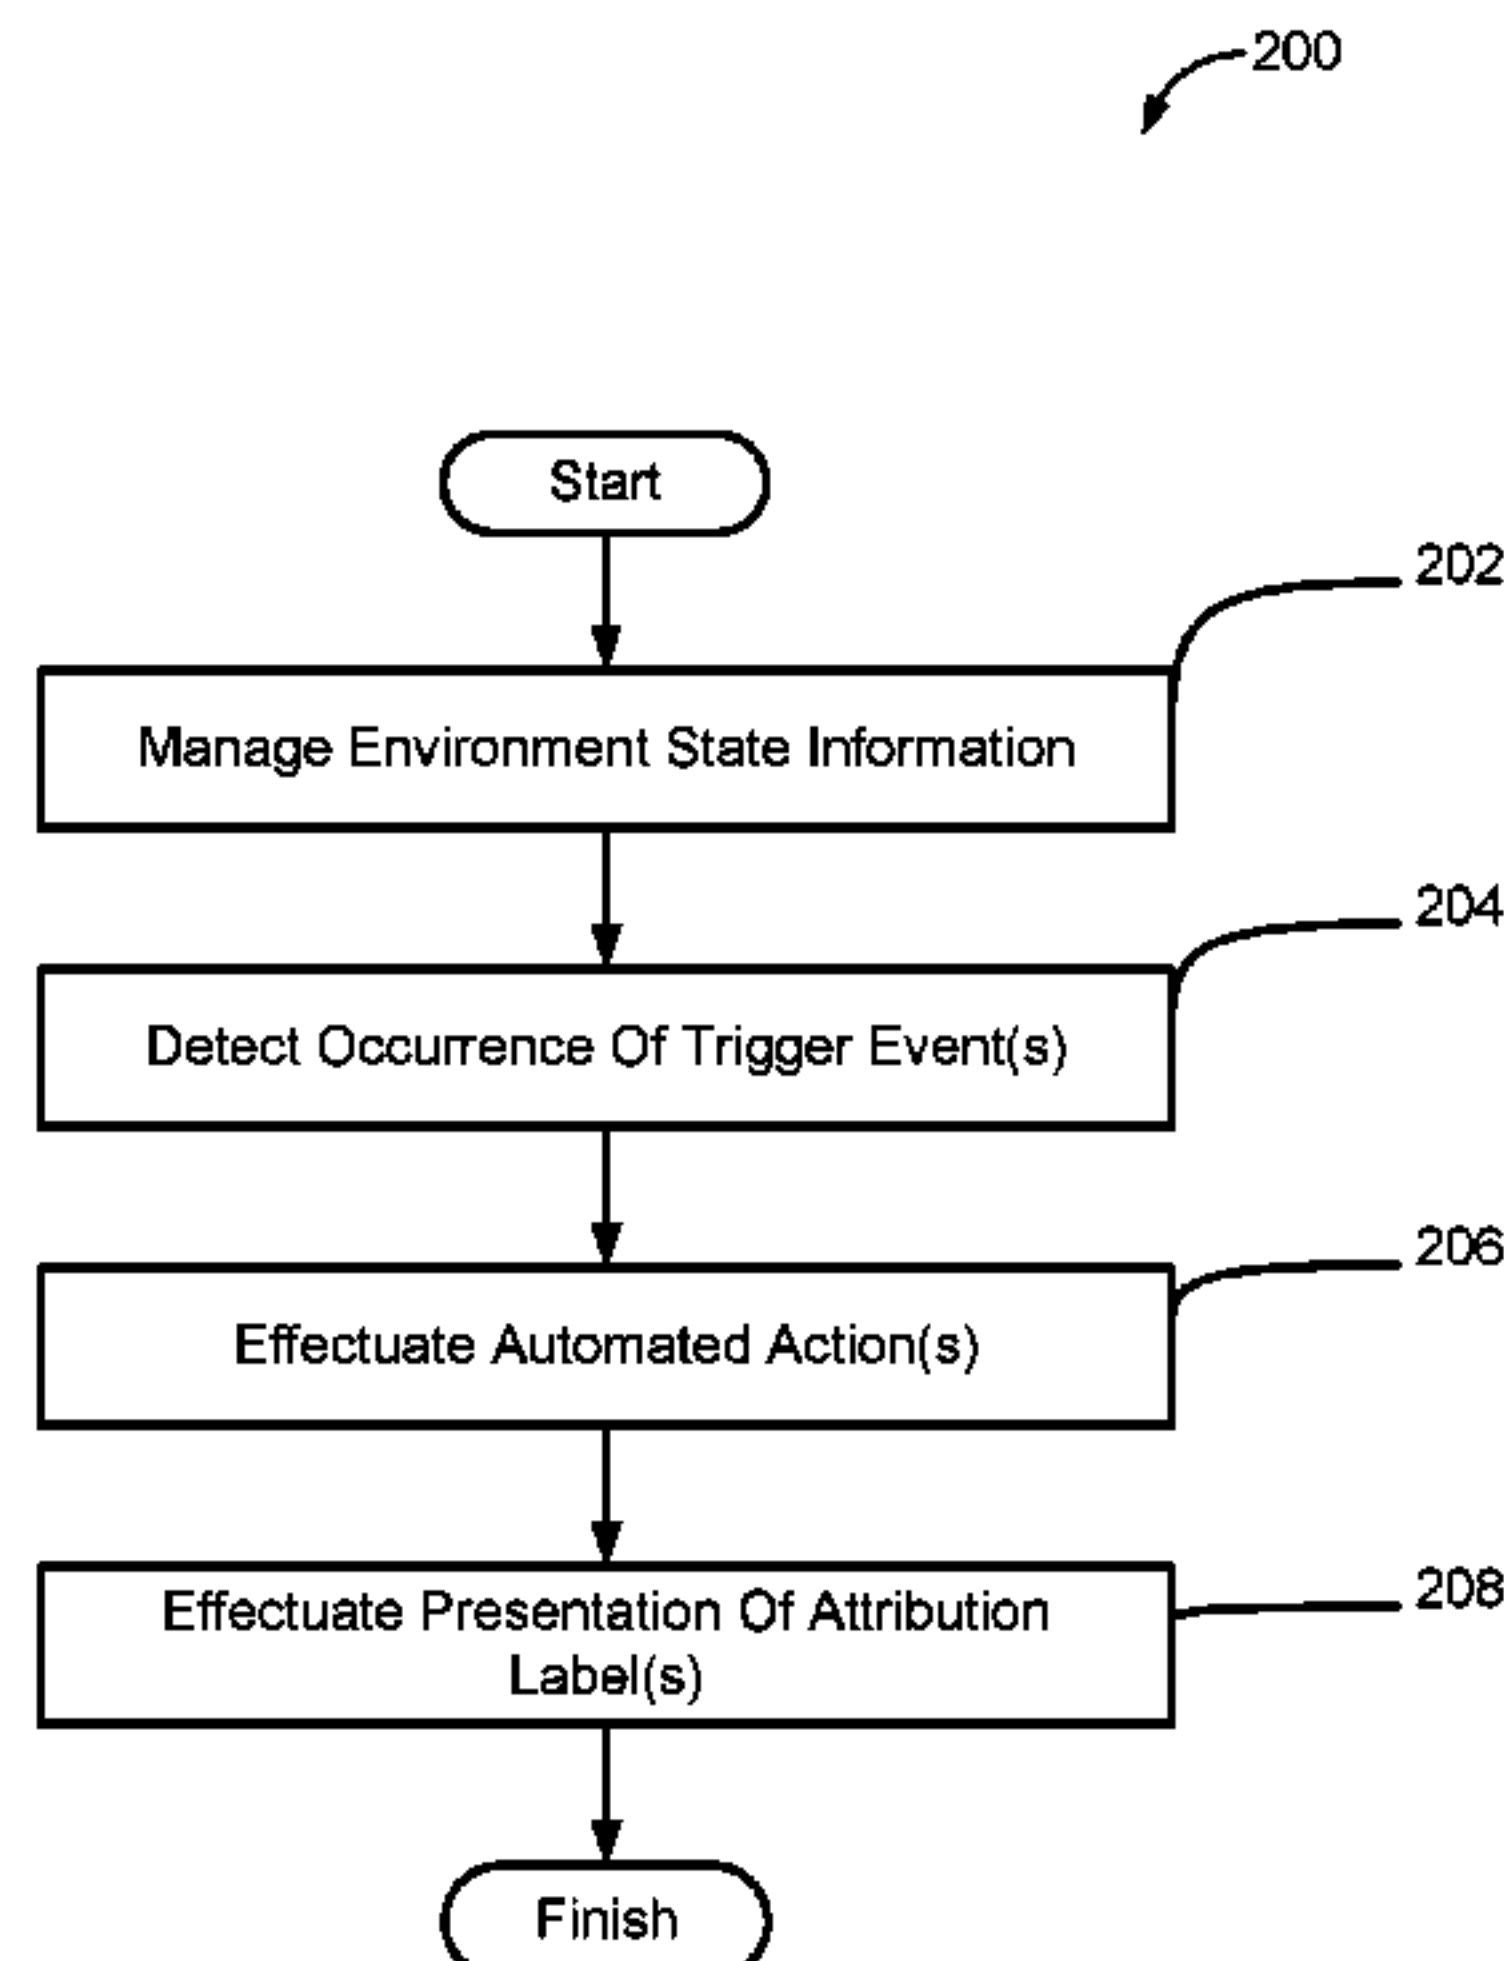 200
Start
202
Manage Environment State Information
204
Detect Occurrence Of Trigger Event(s)
206
Effectuate Automated Action(s)
208
Effectuate Presentation Of Attribution
Label(s)
Finish